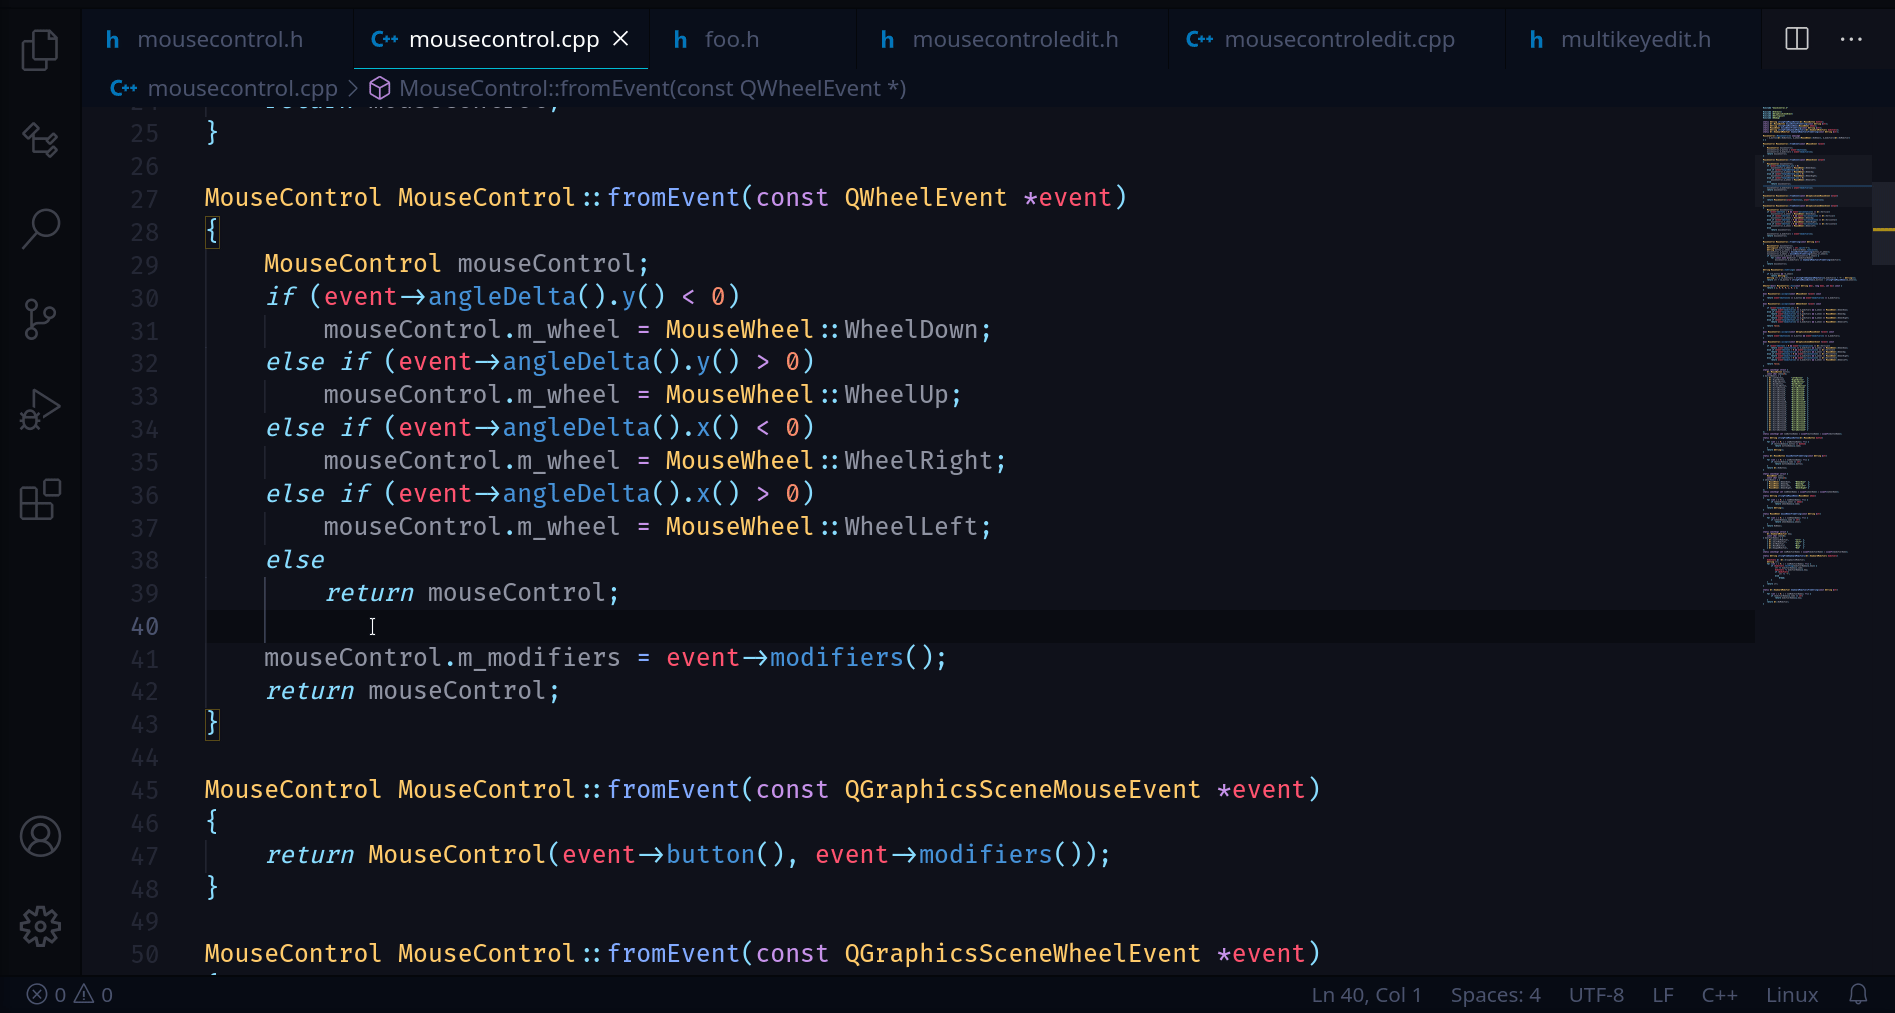 mousecontrol.h mousecontrol.cpp foo.h mousecontroledit.h mousecontroledit.cpp multikeyedit.h
mousecontrol.cpp > MouseControl::fromEvent(const QWheelEvent *)
25 }
26
27 MouseControl MouseControl::fromEvent(const QWheelEvent *event)
28 {
29     MouseControl mouseControl;
30     if (event->angleDelta().y() < 0)
31         mouseControl.m_wheel = MouseWheel::WheelDown;
32     else if (event->angleDelta().y() > 0)
33         mouseControl.m_wheel = MouseWheel::WheelUp;
34     else if (event->angleDelta().x() < 0)
35         mouseControl.m_wheel = MouseWheel::WheelRight;
36     else if (event->angleDelta().x() > 0)
37         mouseControl.m_wheel = MouseWheel::WheelLeft;
38     else
39         return mouseControl;
40
41     mouseControl.m_modifiers = event->modifiers();
42     return mouseControl;
43 }
44
45 MouseControl MouseControl::fromEvent(const QGraphicsSceneMouseEvent *event)
46 {
47     return MouseControl(event->button(), event->modifiers());
48 }
49
50 MouseControl MouseControl::fromEvent(const QGraphicsSceneWheelEvent *event)
0 0 Ln 40, Col 1 Spaces: 4 UTF-8 LF C++ Linux